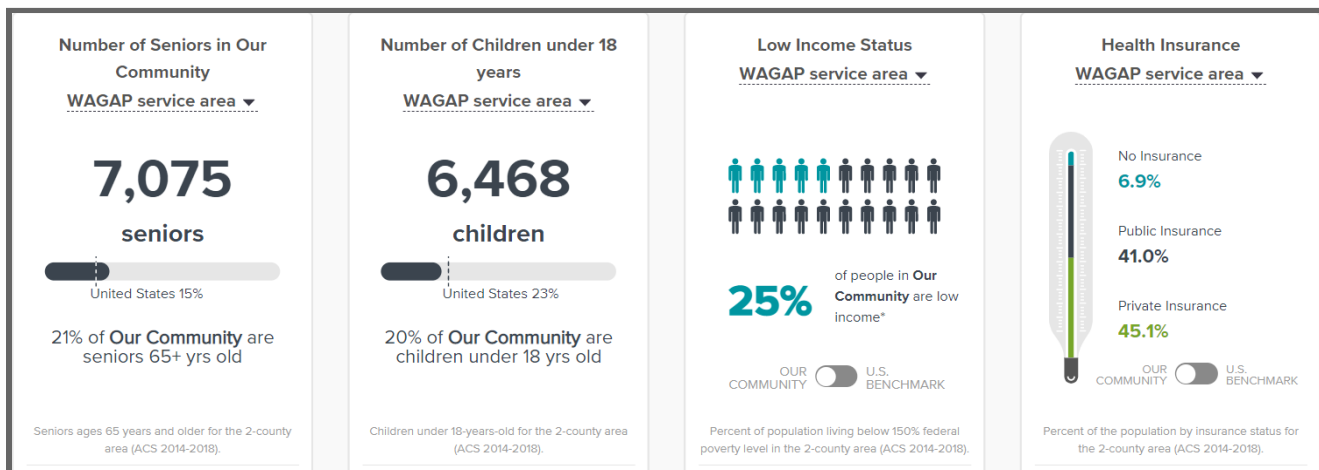 Number of Seniors in Our
Community
WAGAP service area
7,075
seniors
United States 15%
21% of Our Community are
seniors 65+ yrs old
Seniors ages 65 years and older for the 2-county
area (ACS 2014-2018).
Number of Children under 18
years
WAGAP service area
6,468
children
United States 23%
20% of Our Community are
children under 18 yrs old
Children under 18-years-old for the 2-county area
(ACS 2014-2018).
Low Income Status
WAGAP service area
25%
of people in Our
Community are low
income*
OUR
COMMUNITY
U.S.
BENCHMARK
Percent of population living below 150% federal
poverty level in the 2-county area (ACS 2014-2018).
Health Insurance
WAGAP service area
No Insurance
6.9%
Public Insurance
41.0%
Private Insurance
45.1%
OUR
COMMUNITY
U.S.
BENCHMARK
Percent of the population by insurance status for
the 2-county area (ACS 2014-2018).